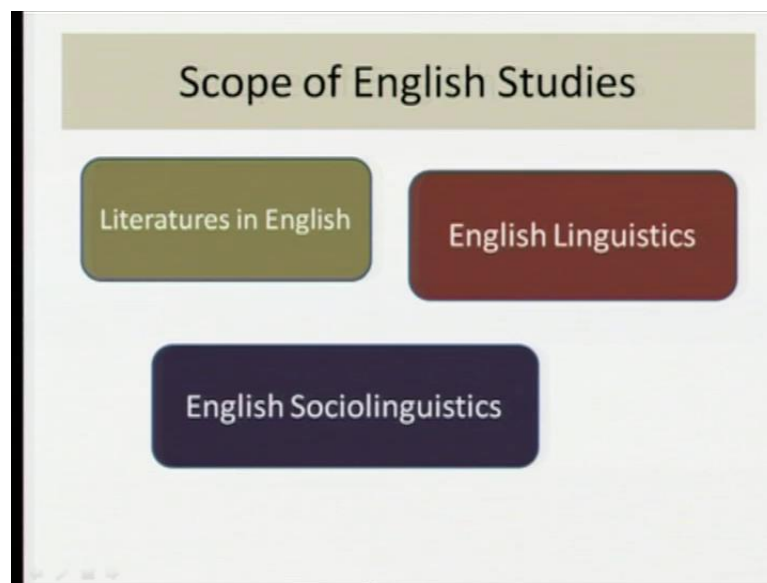 Scope of English Studies
Literatures in English
English Linguistics
English Sociolinguistics